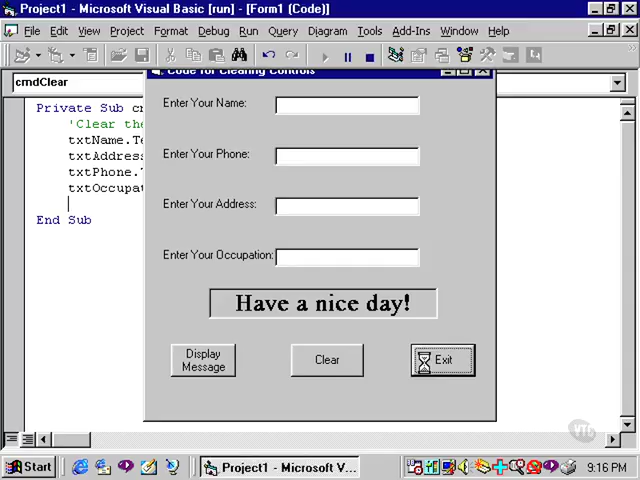 Project1 - Microsoft Visual Basic [run] - [Form1 (Code)]
File Edit View Project Format Debug Run Query Diagram Tools Add-Ins Window Help
cmdClear
Code for Clearing Controls
Private Sub
'Clear the
txtName.
txtAddress
txtPhone.
txtOccupat
End Sub
Enter Your Name:
Enter Your Phone:
Enter Your Address:
Enter Your Occupation:
Have a nice day!
Display
Message
Clear
Exit
VTC
Start
Project1 - Microsoft V...
9:16 PM